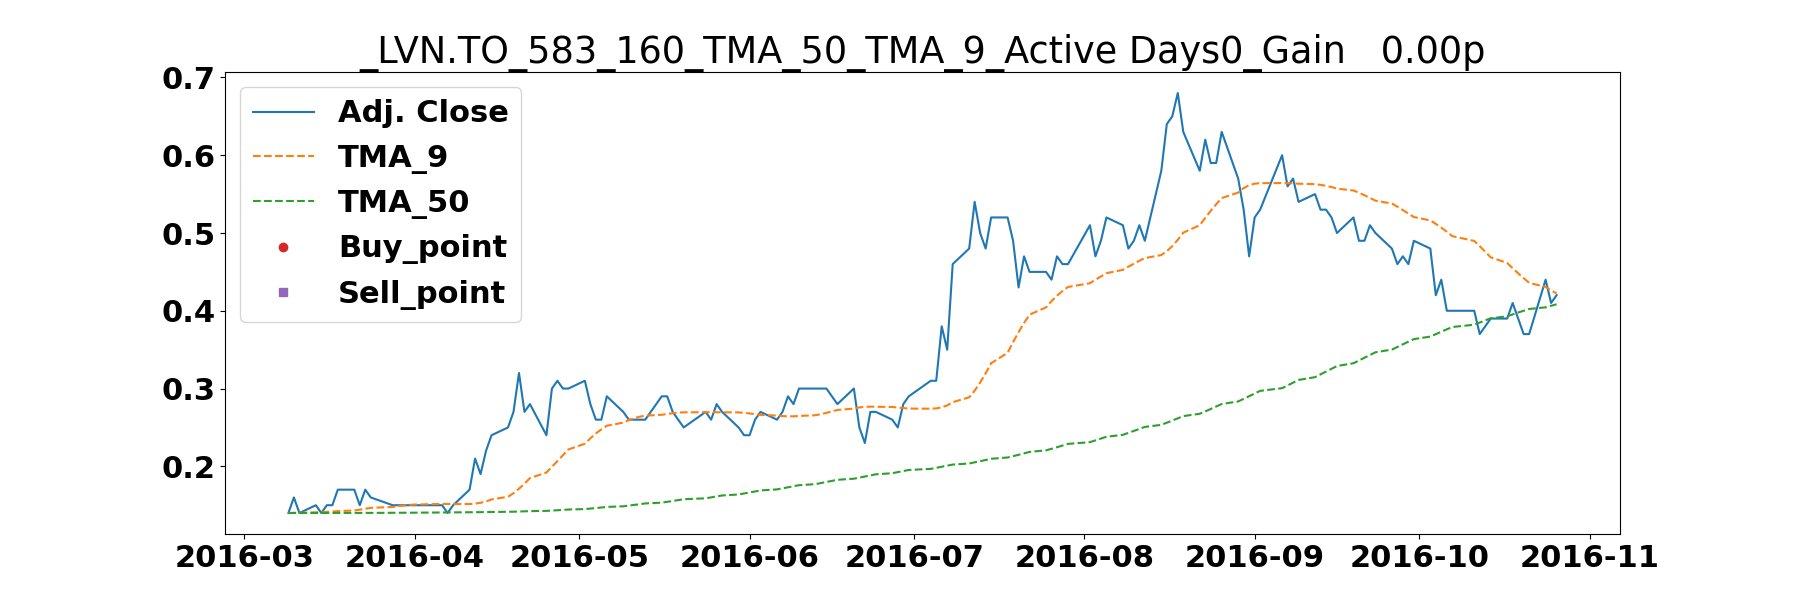 _LVN.TO_583_160_TMA_50_TMA_9_Active Days0_Gain   0.00p
0.7
0.6
0.5
0.4
0.3
0.2
Adj. Close
TMA_9
TMA_50
Buy_point
Sell_point
2016-03 2016-04 2016-05 2016-06 2016-07 2016-08 2016-09 2016-10 2016-11